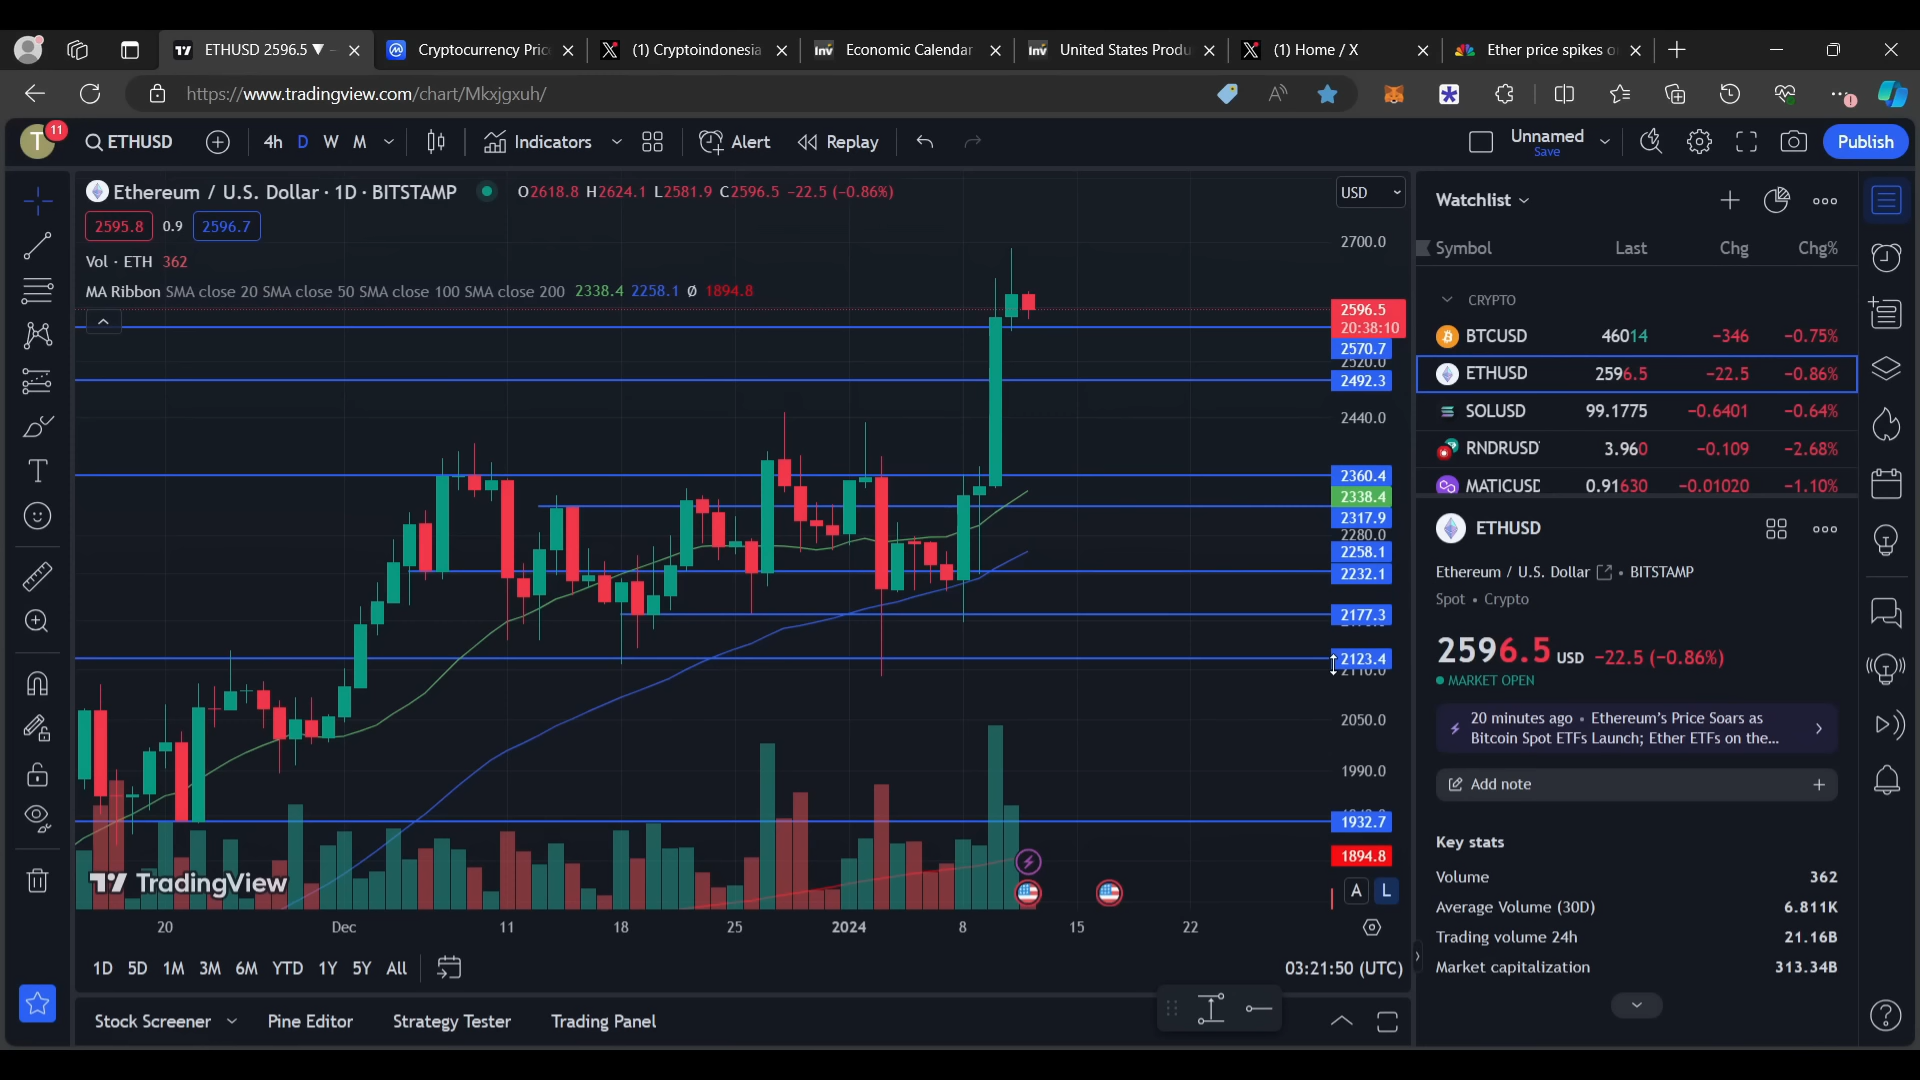 ETHUSD 2596.5 ▼
Cryptocurrency Pric
(1) Cryptoindonesia
Economic Calendar
United States Produ
(1) Home / X
Ether price spikes o
https://www.tradingview.com/chart/Mkxjgxuh/
T 11
ETHUSD
4h D W M
Indicators
Alert
Replay
Unnamed
Save
Publish
Ethereum / U.S. Dollar · 1D · BITSTAMP
O2618.8 H2624.1 L2581.9 C2596.5 −22.5 (−0.86%)
2595.8 0.9 2596.7
Vol · ETH 362
MA Ribbon SMA close 20 SMA close 50 SMA close 100 SMA close 200 2338.4 2258.1 Ø 1894.8
USD
2700.0
2596.5
20:38:10
2570.7
2520.0
2492.3
2440.0
2360.4
2338.4
2317.9
2280.0
2258.1
2232.1
2177.3
2123.4
2110.0
2050.0
1990.0
1932.7
1894.8
A L
TradingView
20 Dec 11 18 25 2024 8 15 22
1D 5D 1M 3M 6M YTD 1Y 5Y All
03:21:50 (UTC)
Stock Screener
Pine Editor
Strategy Tester
Trading Panel
Watchlist
Symbol Last Chg Chg%
CRYPTO
BTCUSD 46014 −346 −0.75%
ETHUSD 2596.5 −22.5 −0.86%
SOLUSD 99.1775 −0.6401 −0.64%
RNDRUSD 3.960 −0.109 −2.68%
MATICUSD 0.91630 −0.01020 −1.10%
ETHUSD
Ethereum / U.S. Dollar • BITSTAMP
Spot • Crypto
2596.5 USD −22.5 (−0.86%)
MARKET OPEN
20 minutes ago • Ethereum's Price Soars as
Bitcoin Spot ETFs Launch; Ether ETFs on the...
Add note
Key stats
Volume 362
Average Volume (30D) 6.811K
Trading volume 24h 21.16B
Market capitalization 313.34B